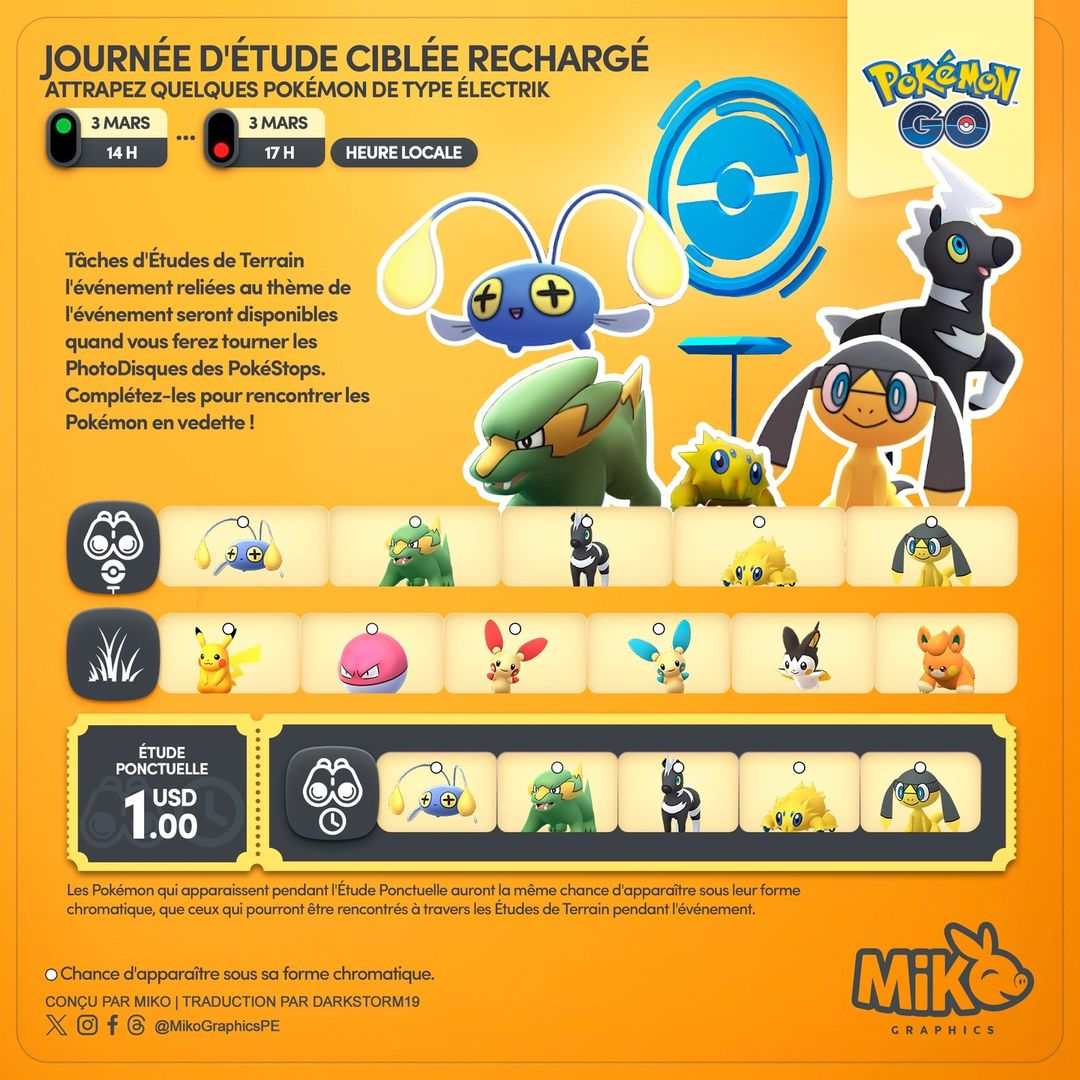 JOURNÉE D'ÉTUDE CIBLÉE RECHARGÉ
ATTRAPEZ QUELQUES POKÉMON DE TYPE ÉLECTRIK
3 MARS
14 H
...
3 MARS
17 H
HEURE LOCALE
POKéMON
GO
Tâches d'Études de Terrain
l'événement reliées au thème de
l'événement seront disponibles
quand vous ferez tourner les
PhotoDisques des PokéStops.
Complétez-les pour rencontrer les
Pokémon en vedette !
ÉTUDE
PONCTUELLE
1.00 USD
Les Pokémon qui apparaissent pendant l'Étude Ponctuelle auront la même chance d'apparaître sous leur forme
chromatique, que ceux qui pourront être rencontrés à travers les Études de Terrain pendant l'événement.
Chance d'apparaître sous sa forme chromatique.
CONÇU PAR MIKO | TRADUCTION PAR DARKSTORM19
@MikoGraphicsPE
MiKO
GRAPHICS